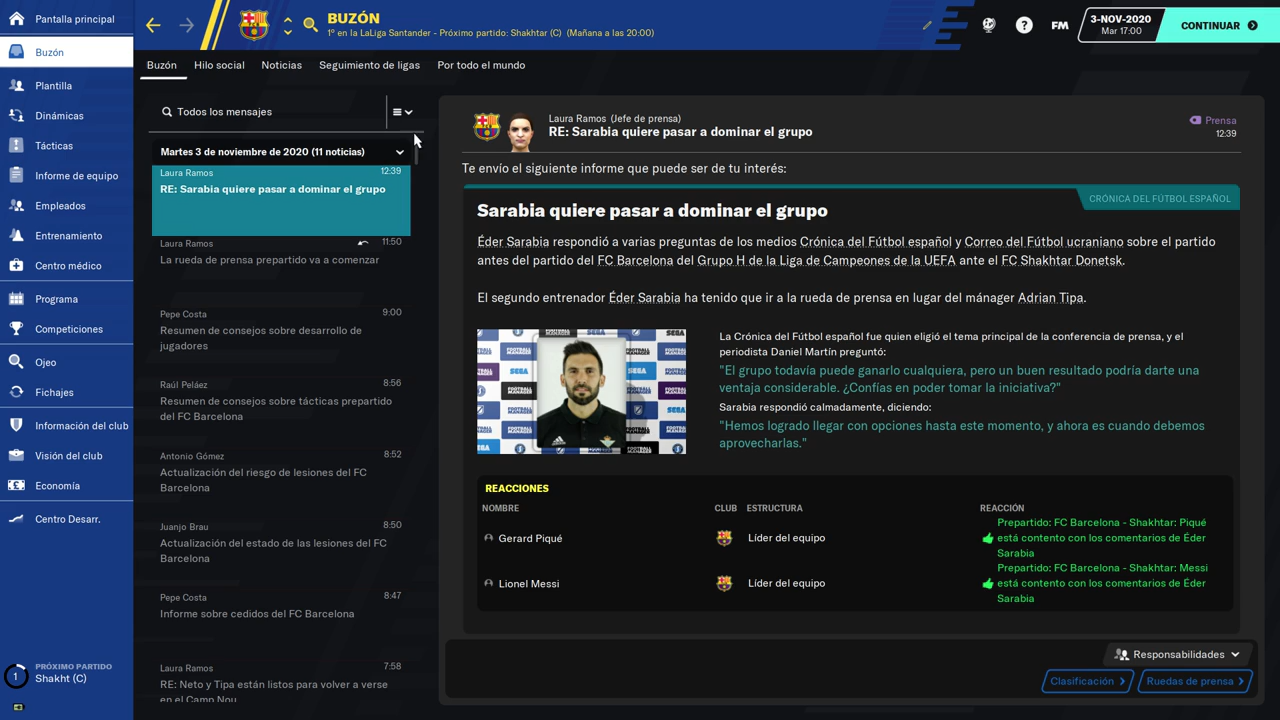 Pantalla principal
Buzón
Plantilla
Dinámicas
Tácticas
Informe de equipo
Empleados
Entrenamiento
Centro médico
Programa
Competiciones
Ojeo
Fichajes
Información del club
Visión del club
Economía
Centro Desarr.
1
PRÓXIMO PARTIDO
Shakht (C)
BUZÓN
1º en la LaLiga Santander - Próximo partido: Shakhtar (C) (Mañana a las 20:00)
?
FM
3-NOV-2020
Mar 17:00
CONTINUAR
Buzón
Hilo social
Noticias
Seguimiento de ligas
Por todo el mundo
Todos los mensajes
Martes 3 de noviembre de 2020 (11 noticias)
Laura Ramos 12:39
RE: Sarabia quiere pasar a dominar el grupo
Laura Ramos 11:50
La rueda de prensa prepartido va a comenzar
Pepe Costa 9:00
Resumen de consejos sobre desarrollo de
jugadores
Raúl Peláez 8:56
Resumen de consejos sobre tácticas prepartido
del FC Barcelona
Antonio Gómez 8:52
Actualización del riesgo de lesiones del FC
Barcelona
Juanjo Brau 8:50
Actualización del estado de las lesiones del FC
Barcelona
Pepe Costa 8:47
Informe sobre cedidos del FC Barcelona
Laura Ramos 7:58
RE: Neto y Tipa están listos para volver a verse
en el Camp Nou
Laura Ramos (Jefe de prensa)
RE: Sarabia quiere pasar a dominar el grupo
Prensa
12:39
Te envío el siguiente informe que puede ser de tu interés:
CRÓNICA DEL FÚTBOL ESPAÑOL
Sarabia quiere pasar a dominar el grupo
Éder Sarabia respondió a varias preguntas de los medios Crónica del Fútbol español y Correo del Fútbol ucraniano sobre el partido
antes del partido del FC Barcelona del Grupo H de la Liga de Campeones de la UEFA ante el FC Shakhtar Donetsk.
El segundo entrenador Éder Sarabia ha tenido que ir a la rueda de prensa en lugar del mánager Adrian Tipa.
La Crónica del Fútbol español fue quien eligió el tema principal de la conferencia de prensa, y el
periodista Daniel Martín preguntó:
"El grupo todavía puede ganarlo cualquiera, pero un buen resultado podría darte una
ventaja considerable. ¿Confías en poder tomar la iniciativa?"
Sarabia respondió calmadamente, diciendo:
"Hemos logrado llegar con opciones hasta este momento, y ahora es cuando debemos
aprovecharlas."
REACCIONES
NOMBRE CLUB ESTRUCTURA REACCIÓN
Gerard Piqué Líder del equipo
Prepartido: FC Barcelona - Shakhtar: Piqué
está contento con los comentarios de Éder
Sarabia
Lionel Messi Líder del equipo
Prepartido: FC Barcelona - Shakhtar: Messi
está contento con los comentarios de Éder
Sarabia
Responsabilidades
Clasificación
Ruedas de prensa